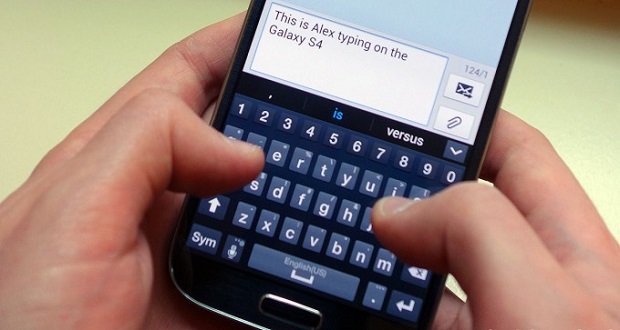 This is Alex typing on the
Galaxy S4
124/1
, is versus
1 2 3 4 5 6 7 8 9 0
e r t y u i
s d f g h
z x c v b n m
Sym English(US) .